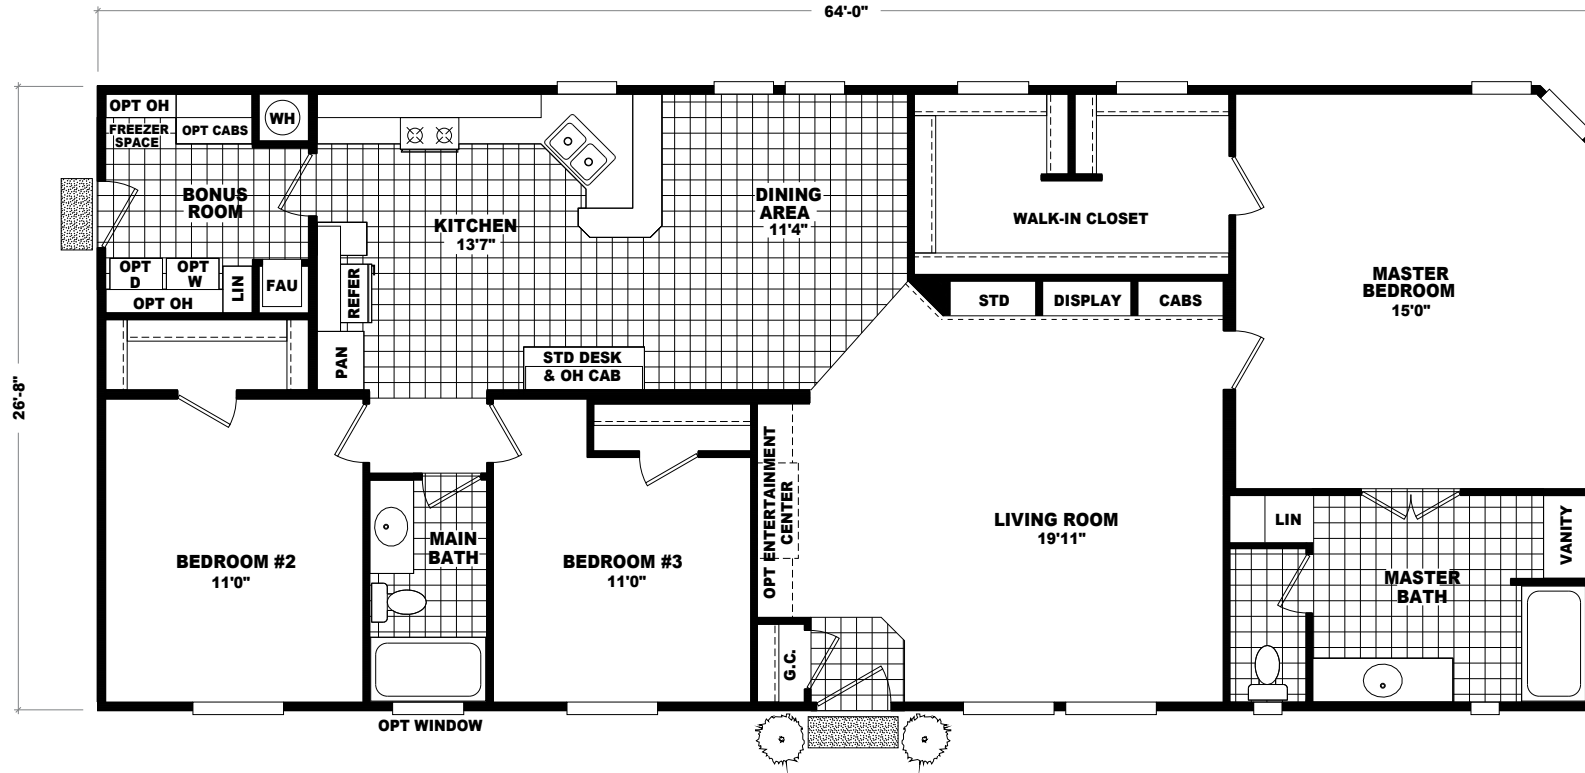 64'-0"
26'-8"
OPT OH
FREEZER
SPACE
OPT CABS
WH
BONUS
ROOM
OPT
D
OPT
W
OPT OH
LIN
FAU
KITCHEN
13'7"
REFER
PAN
STD DESK
& OH CAB
DINING
AREA
11'4"
WALK-IN CLOSET
STD
DISPLAY
CABS
MASTER
BEDROOM
15'0"
BEDROOM #2
11'0"
MAIN
BATH
OPT WINDOW
BEDROOM #3
11'0"
OPT ENTERTAINMENT
CENTER
G.C.
LIVING ROOM
19'11"
LIN
VANITY
MASTER
BATH